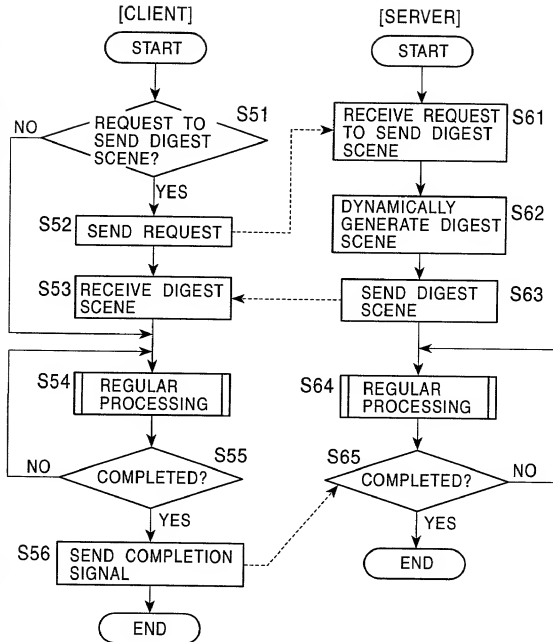 [CLIENT]
START
S51
REQUEST TO
SEND DIGEST
SCENE?
NO
YES
S52
SEND REQUEST
S53
RECEIVE DIGEST
SCENE
S54
REGULAR
PROCESSING
S55
COMPLETED?
NO
YES
S56
SEND COMPLETION
SIGNAL
END
[SERVER]
START
S61
RECEIVE REQUEST
TO SEND DIGEST
SCENE
S62
DYNAMICALLY
GENERATE DIGEST
SCENE
S63
SEND DIGEST
SCENE
S64
REGULAR
PROCESSING
S65
COMPLETED?
NO
YES
END